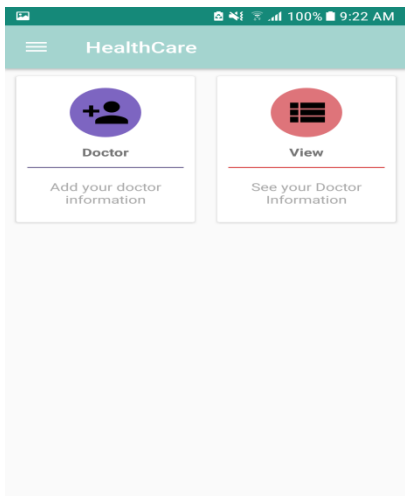 100% 9:22 AM
HealthCare
Doctor
Add your doctor
information
View
See your Doctor
Information